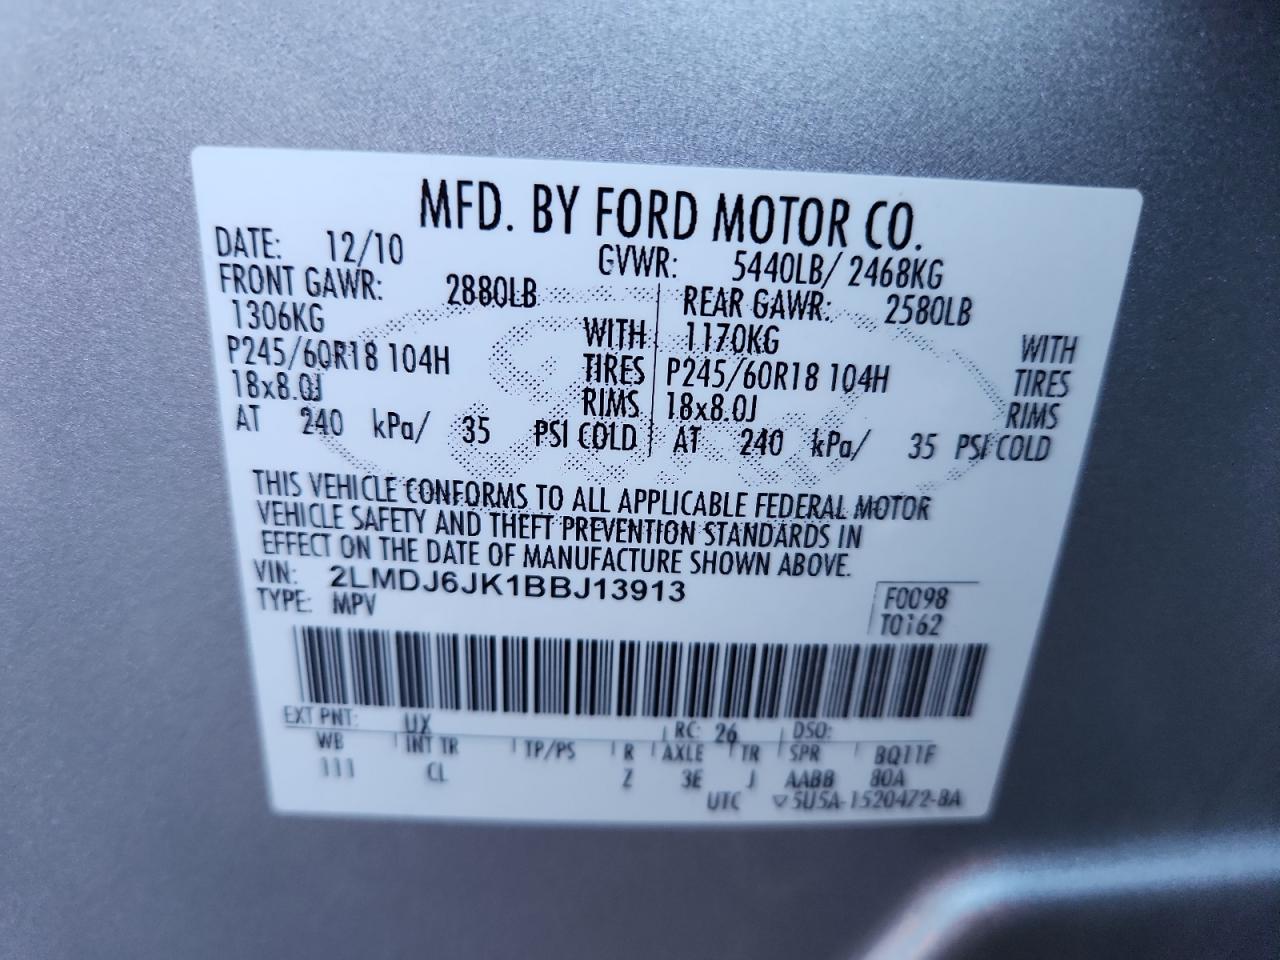 MFD. BY FORD MOTOR CO.
DATE: 12/10 GVWR: 5440LB/ 2468KG
FRONT GAWR: 2880LB REAR GAWR: 2580LB
1306KG WITH 1170KG WITH
P245/60R18 104H TIRES P245/60R18 104H TIRES
18x8.0J RIMS 18x8.0J RIMS
AT 240 kPa/ 35 PSI COLD AT 240 kPa/ 35 PSI COLD
THIS VEHICLE CONFORMS TO ALL APPLICABLE FEDERAL MOTOR
VEHICLE SAFETY AND THEFT PREVENTION STANDARDS IN
EFFECT ON THE DATE OF MANUFACTURE SHOWN ABOVE.
VIN: 2LMDJ6JK1BBJ13913 F0098
TYPE: MPV T0162
EXT PNT: UX RC: 26 DSO:
WB INT TR TP/PS R AXLE TR SPR BQ11F
111 CL Z 3E J AABB 80A
UTC ▽5U5A-1520472-BA